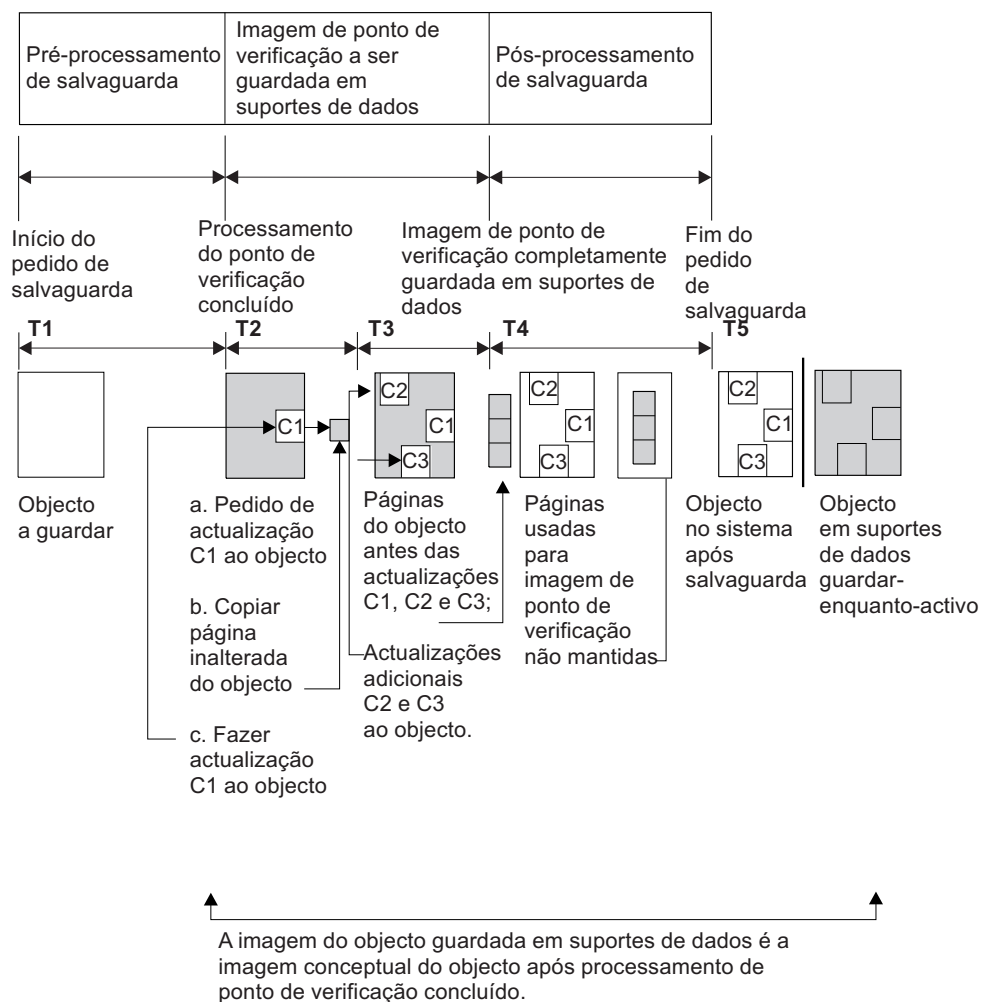 Pré-processamento
de salvaguarda
Imagem de ponto de
verificação a ser
guardada em
suportes de dados
Pós-processamento
de salvaguarda
Início do
pedido de
salvaguarda
Processamento
do ponto de
verificação
concluído
Imagem de ponto de
verificação completamente
guardada em suportes de
dados
Fim do
pedido
de
salvaguarda
T1
T2
T3
T4
T5
C1
C2
C1
C3
C2
C1
C3
C2
C1
C3
Objecto
a guardar
a. Pedido de
actualização
C1 ao objecto
b. Copiar
página
inalterada
do objecto
c. Fazer
actualização
C1 ao objecto
Páginas
do objecto
antes das
actualizações
C1, C2 e C3;
Actualizações
adicionais
C2 e C3
ao objecto.
Páginas
usadas
para
imagem de
ponto de
verificação
não mantidas
Objecto
no sistema
após
salvaguarda
Objecto
em suportes
de dados
guardar-
enquanto-activo
A imagem do objecto guardada em suportes de dados é a
imagem conceptual do objecto após processamento de
ponto de verificação concluído.